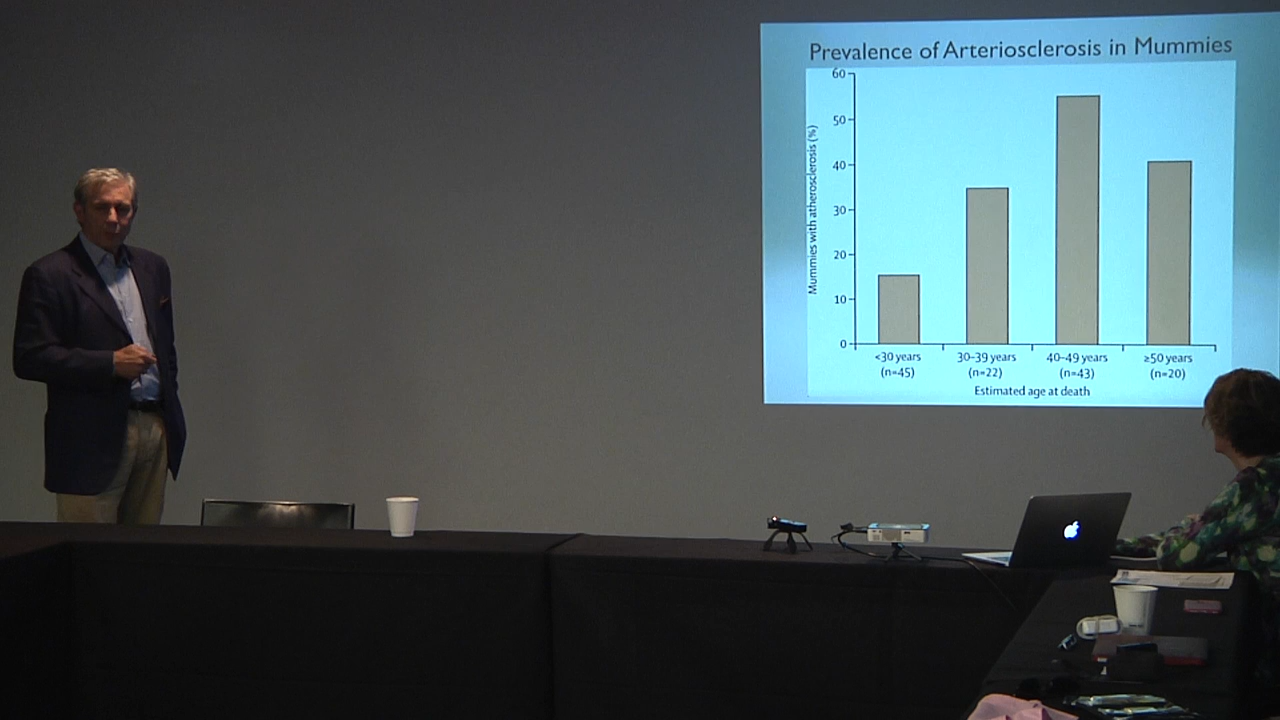 Prevalence of Arteriosclerosis in Mummies
Mummies with atherosclerosis (%)
60
50
40
30
20
10
0
<30 years 30–39 years 40–49 years ≥50 years
(n=45) (n=22) (n=43) (n=20)
Estimated age at death